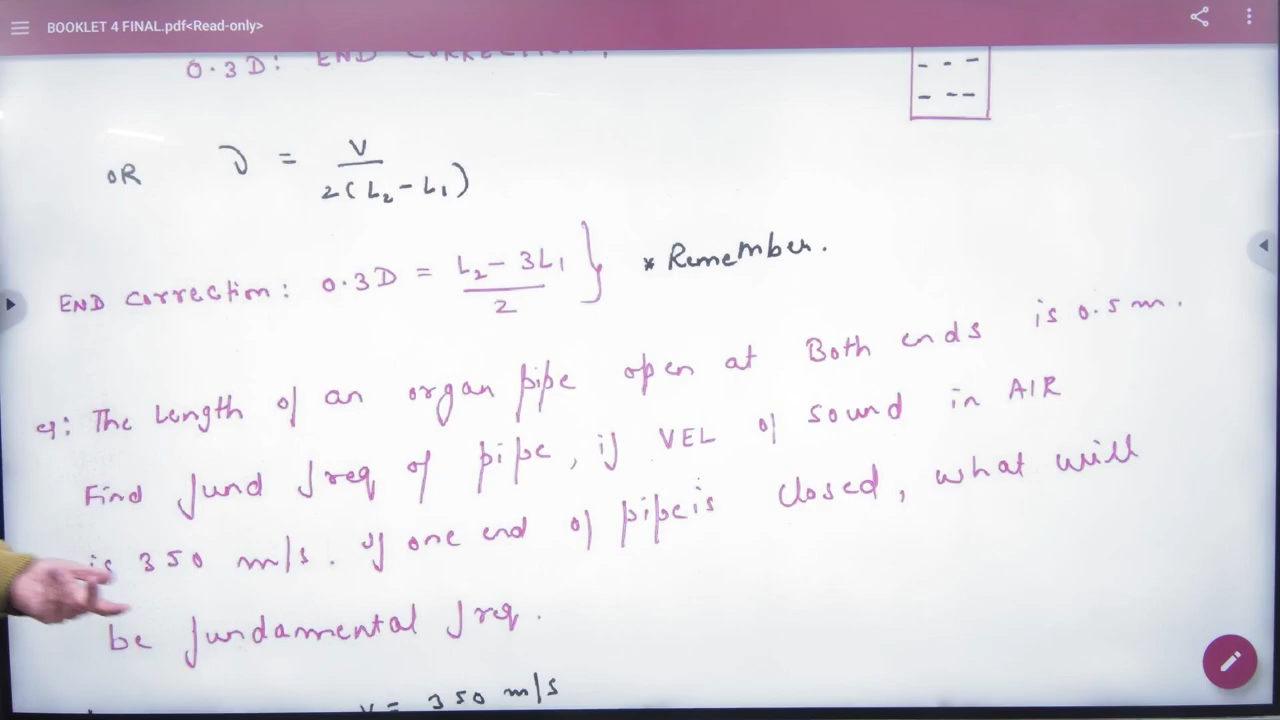 BOOKLET 4 FINAL.pdf<Read-only>
0.3D: END CORRECTION
- - -
- --
OR ν = V / 2(L₂ - L₁)
END Correction: 0.3D = L₂ - 3L₁ / 2 } * Remember.
eg: The Length of an organ pipe open at Both ends is 0.5 m.
Find fund freq of pipe, if VEL of Sound in AIR
is 350 m/s. If one end of pipe is closed, what will
be fundamental freq.
V = 350 m/s